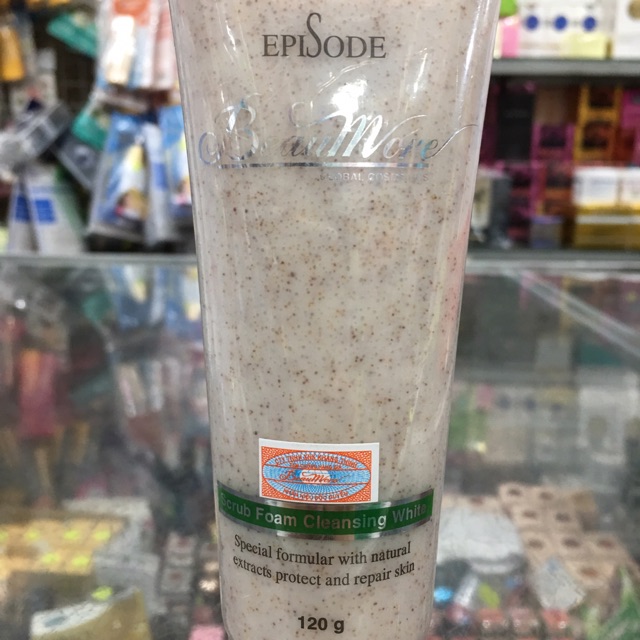 EPISODE
BeauMore
Scrub Foam Cleansing White
Special formular with natural
extracts protect and repair skin
120 g